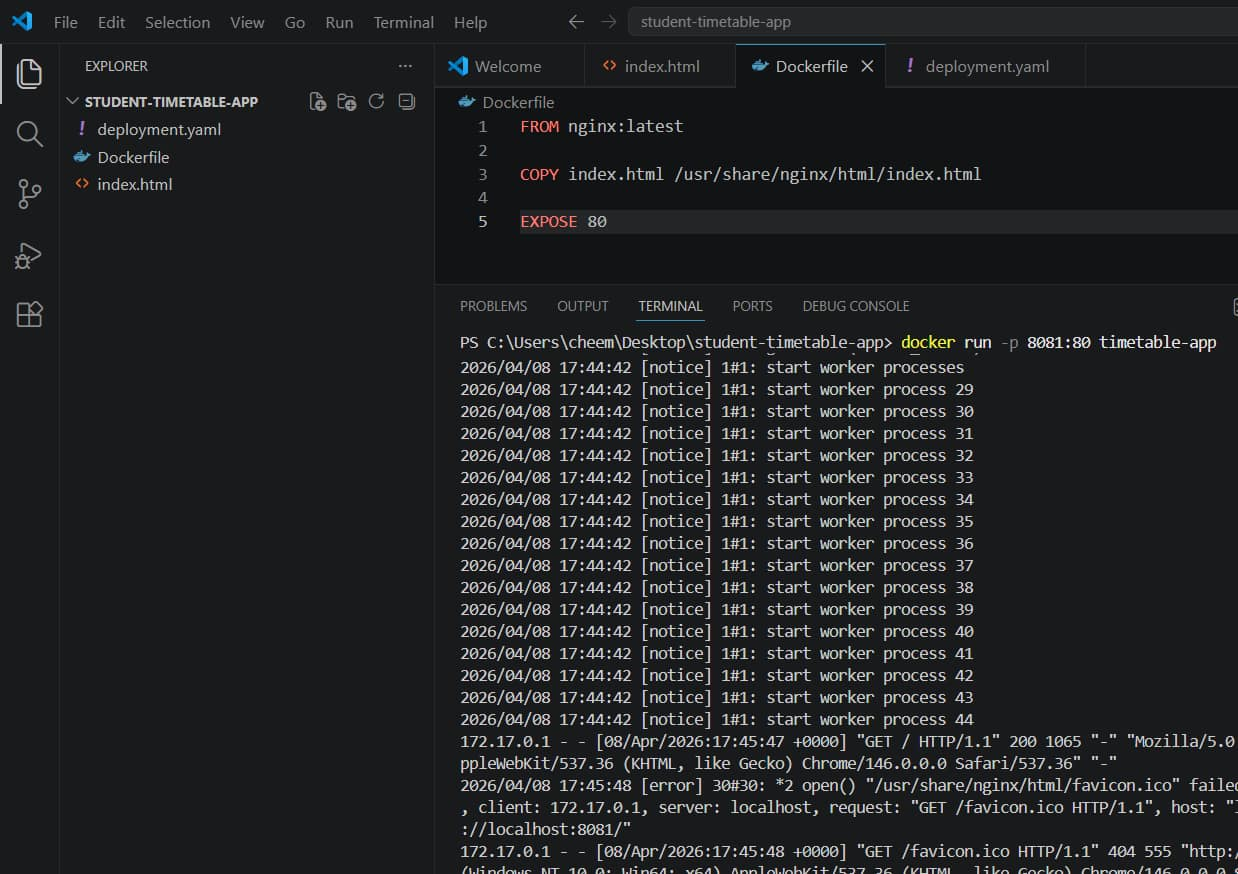 File Edit Selection View Go Run Terminal Help
student-timetable-app
EXPLORER
STUDENT-TIMETABLE-APP
! deployment.yaml
Dockerfile
<> index.html
Welcome
<> index.html
Dockerfile
! deployment.yaml
Dockerfile
1 FROM nginx:latest
2
3 COPY index.html /usr/share/nginx/html/index.html
4
5 EXPOSE 80
PROBLEMS OUTPUT TERMINAL PORTS DEBUG CONSOLE
PS C:\Users\cheem\Desktop\student-timetable-app> docker run -p 8081:80 timetable-app
2026/04/08 17:44:42 [notice] 1#1: start worker processes
2026/04/08 17:44:42 [notice] 1#1: start worker process 29
2026/04/08 17:44:42 [notice] 1#1: start worker process 30
2026/04/08 17:44:42 [notice] 1#1: start worker process 31
2026/04/08 17:44:42 [notice] 1#1: start worker process 32
2026/04/08 17:44:42 [notice] 1#1: start worker process 33
2026/04/08 17:44:42 [notice] 1#1: start worker process 34
2026/04/08 17:44:42 [notice] 1#1: start worker process 35
2026/04/08 17:44:42 [notice] 1#1: start worker process 36
2026/04/08 17:44:42 [notice] 1#1: start worker process 37
2026/04/08 17:44:42 [notice] 1#1: start worker process 38
2026/04/08 17:44:42 [notice] 1#1: start worker process 39
2026/04/08 17:44:42 [notice] 1#1: start worker process 40
2026/04/08 17:44:42 [notice] 1#1: start worker process 41
2026/04/08 17:44:42 [notice] 1#1: start worker process 42
2026/04/08 17:44:42 [notice] 1#1: start worker process 43
2026/04/08 17:44:42 [notice] 1#1: start worker process 44
172.17.0.1 - - [08/Apr/2026:17:45:47 +0000] "GET / HTTP/1.1" 200 1065 "-" "Mozilla/5.0
ppleWebKit/537.36 (KHTML, like Gecko) Chrome/146.0.0.0 Safari/537.36" "-"
2026/04/08 17:45:48 [error] 30#30: *2 open() "/usr/share/nginx/html/favicon.ico" failed
, client: 172.17.0.1, server: localhost, request: "GET /favicon.ico HTTP/1.1", host: "l
://localhost:8081/"
172.17.0.1 - - [08/Apr/2026:17:45:48 +0000] "GET /favicon.ico HTTP/1.1" 404 555 "http:/
(Windows NT 10.0; Win64; x64) AppleWebKit/537.36 (KHTML, like Gecko) Chrome/146.0.0.0